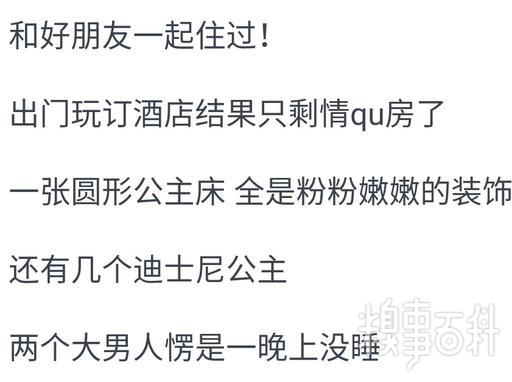 和好朋友一起住过！
出门玩订酒店结果只剩情qu房了
一张圆形公主床 全是粉粉嫩嫩的装饰
还有几个迪士尼公主
两个大男人愣是一晚上没睡
糗事百科